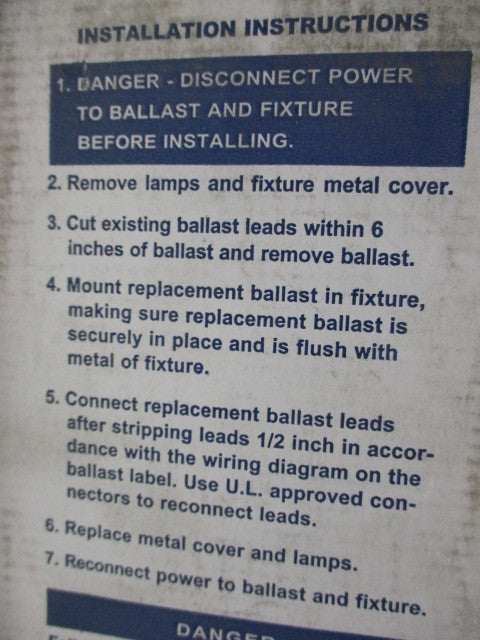 INSTALLATION INSTRUCTIONS
1. DANGER - DISCONNECT POWER
TO BALLAST AND FIXTURE
BEFORE INSTALLING.
2. Remove lamps and fixture metal cover.
3. Cut existing ballast leads within 6
inches of ballast and remove ballast.
4. Mount replacement ballast in fixture,
making sure replacement ballast is
securely in place and is flush with
metal of fixture.
5. Connect replacement ballast leads
after stripping leads 1/2 inch in accor-
dance with the wiring diagram on the
ballast label. Use U.L. approved con-
nectors to reconnect leads.
6. Replace metal cover and lamps.
7. Reconnect power to ballast and fixture.
DANGER